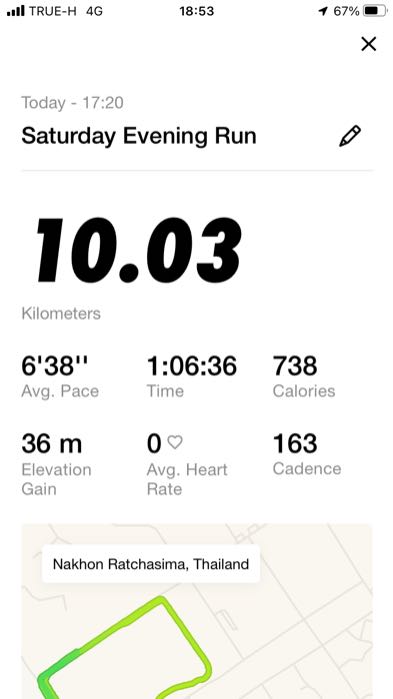 TRUE-H 4G 18:53 67%
Today - 17:20
Saturday Evening Run
10.03
Kilometers
6'38'' 1:06:36 738
Avg. Pace Time Calories
36 m 0 163
Elevation Gain Avg. Heart Rate Cadence
Nakhon Ratchasima, Thailand